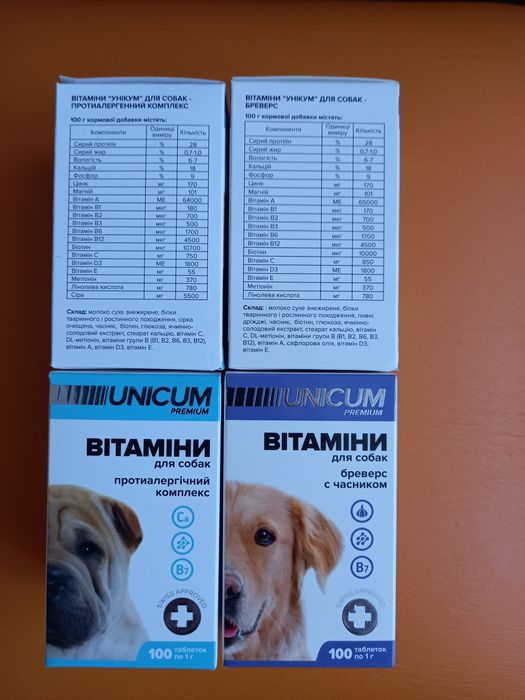 ВІТАМІНИ "УНІКУМ" ДЛЯ СОБАК -
ПРОТИАЛЕРГЕННИЙ КОМПЛЕКС
100 г кормової добавки містять:
Компоненти Одиниці виміру Кількість
Сирий протеїн % 28
Сирий жир % 0,7-1,0
Вологість % 6-7
Кальцій % 18
Фосфор % 9
Цинк мг 170
Магній мг 101
Вітамін А МЕ 64000
Вітамін В1 мг 180
Вітамін В2 мг 700
Вітамін В3 мг 500
Вітамін В6 мг 1700
Вітамін В12 мкг 4500
Біотин мкг 10700
Вітамін С мг 750
Вітамін D3 МЕ 1800
Вітамін Е мг 55
Метіонін мг 370
Лінолева кислота мг 780
Сіра мг 5500
Склад: молоко сухе знежирене, білки
тваринного і рослинного походження, сірка
очищена, часник, біотин, глюкоза, ячмінно-
солодовий екстракт, стеарат кальцію, вітамін С,
DL-метіонін, вітаміни групи В (В1, В2, В6, В3, В12),
вітамін А, вітамін D3, вітамін Е.
ВІТАМІНИ "УНІКУМ" ДЛЯ СОБАК -
БРЕВЕРС
100 г кормової добавки містять:
Компоненти Одиниці виміру Кількість
Сирий протеїн % 28
Сирий жир % 0,7-1,0
Вологість % 6-7
Кальцій % 18
Фосфор % 9
Цинк мг 170
Магній мг 101
Вітамін А МЕ 65000
Вітамін В1 мг 170
Вітамін В2 мг 700
Вітамін В3 мг 500
Вітамін В6 мг 1700
Вітамін В12 мкг 4500
Біотин мкг 10000
Вітамін С мг 850
Вітамін D3 МЕ 1800
Вітамін Е мг 55
Метіонін мг 370
Лінолева кислота мг 780
Склад: молоко сухе знежирене, білки
тваринного і рослинного походження, пивні
дріжджі, часник, біотин, глюкоза, ячмінно-
солодовий екстракт, стеарат кальцію, вітамін
С, DL-метіонін, вітаміни групи В (В1, В2, В6, В3,
В12), вітамін А, сафлорова олія, вітамін D3,
вітамін Е.
UNICUM
PREMIUM
ВІТАМІНИ
для собак
протиалергічний
комплекс
Ca
B7
SWISS APPROVED
100 таблеток
по 1 г
UNICUM
PREMIUM
ВІТАМІНИ
для собак
бреверс
с часником
B7
SWISS APPROVED
100 таблеток
по 1 г